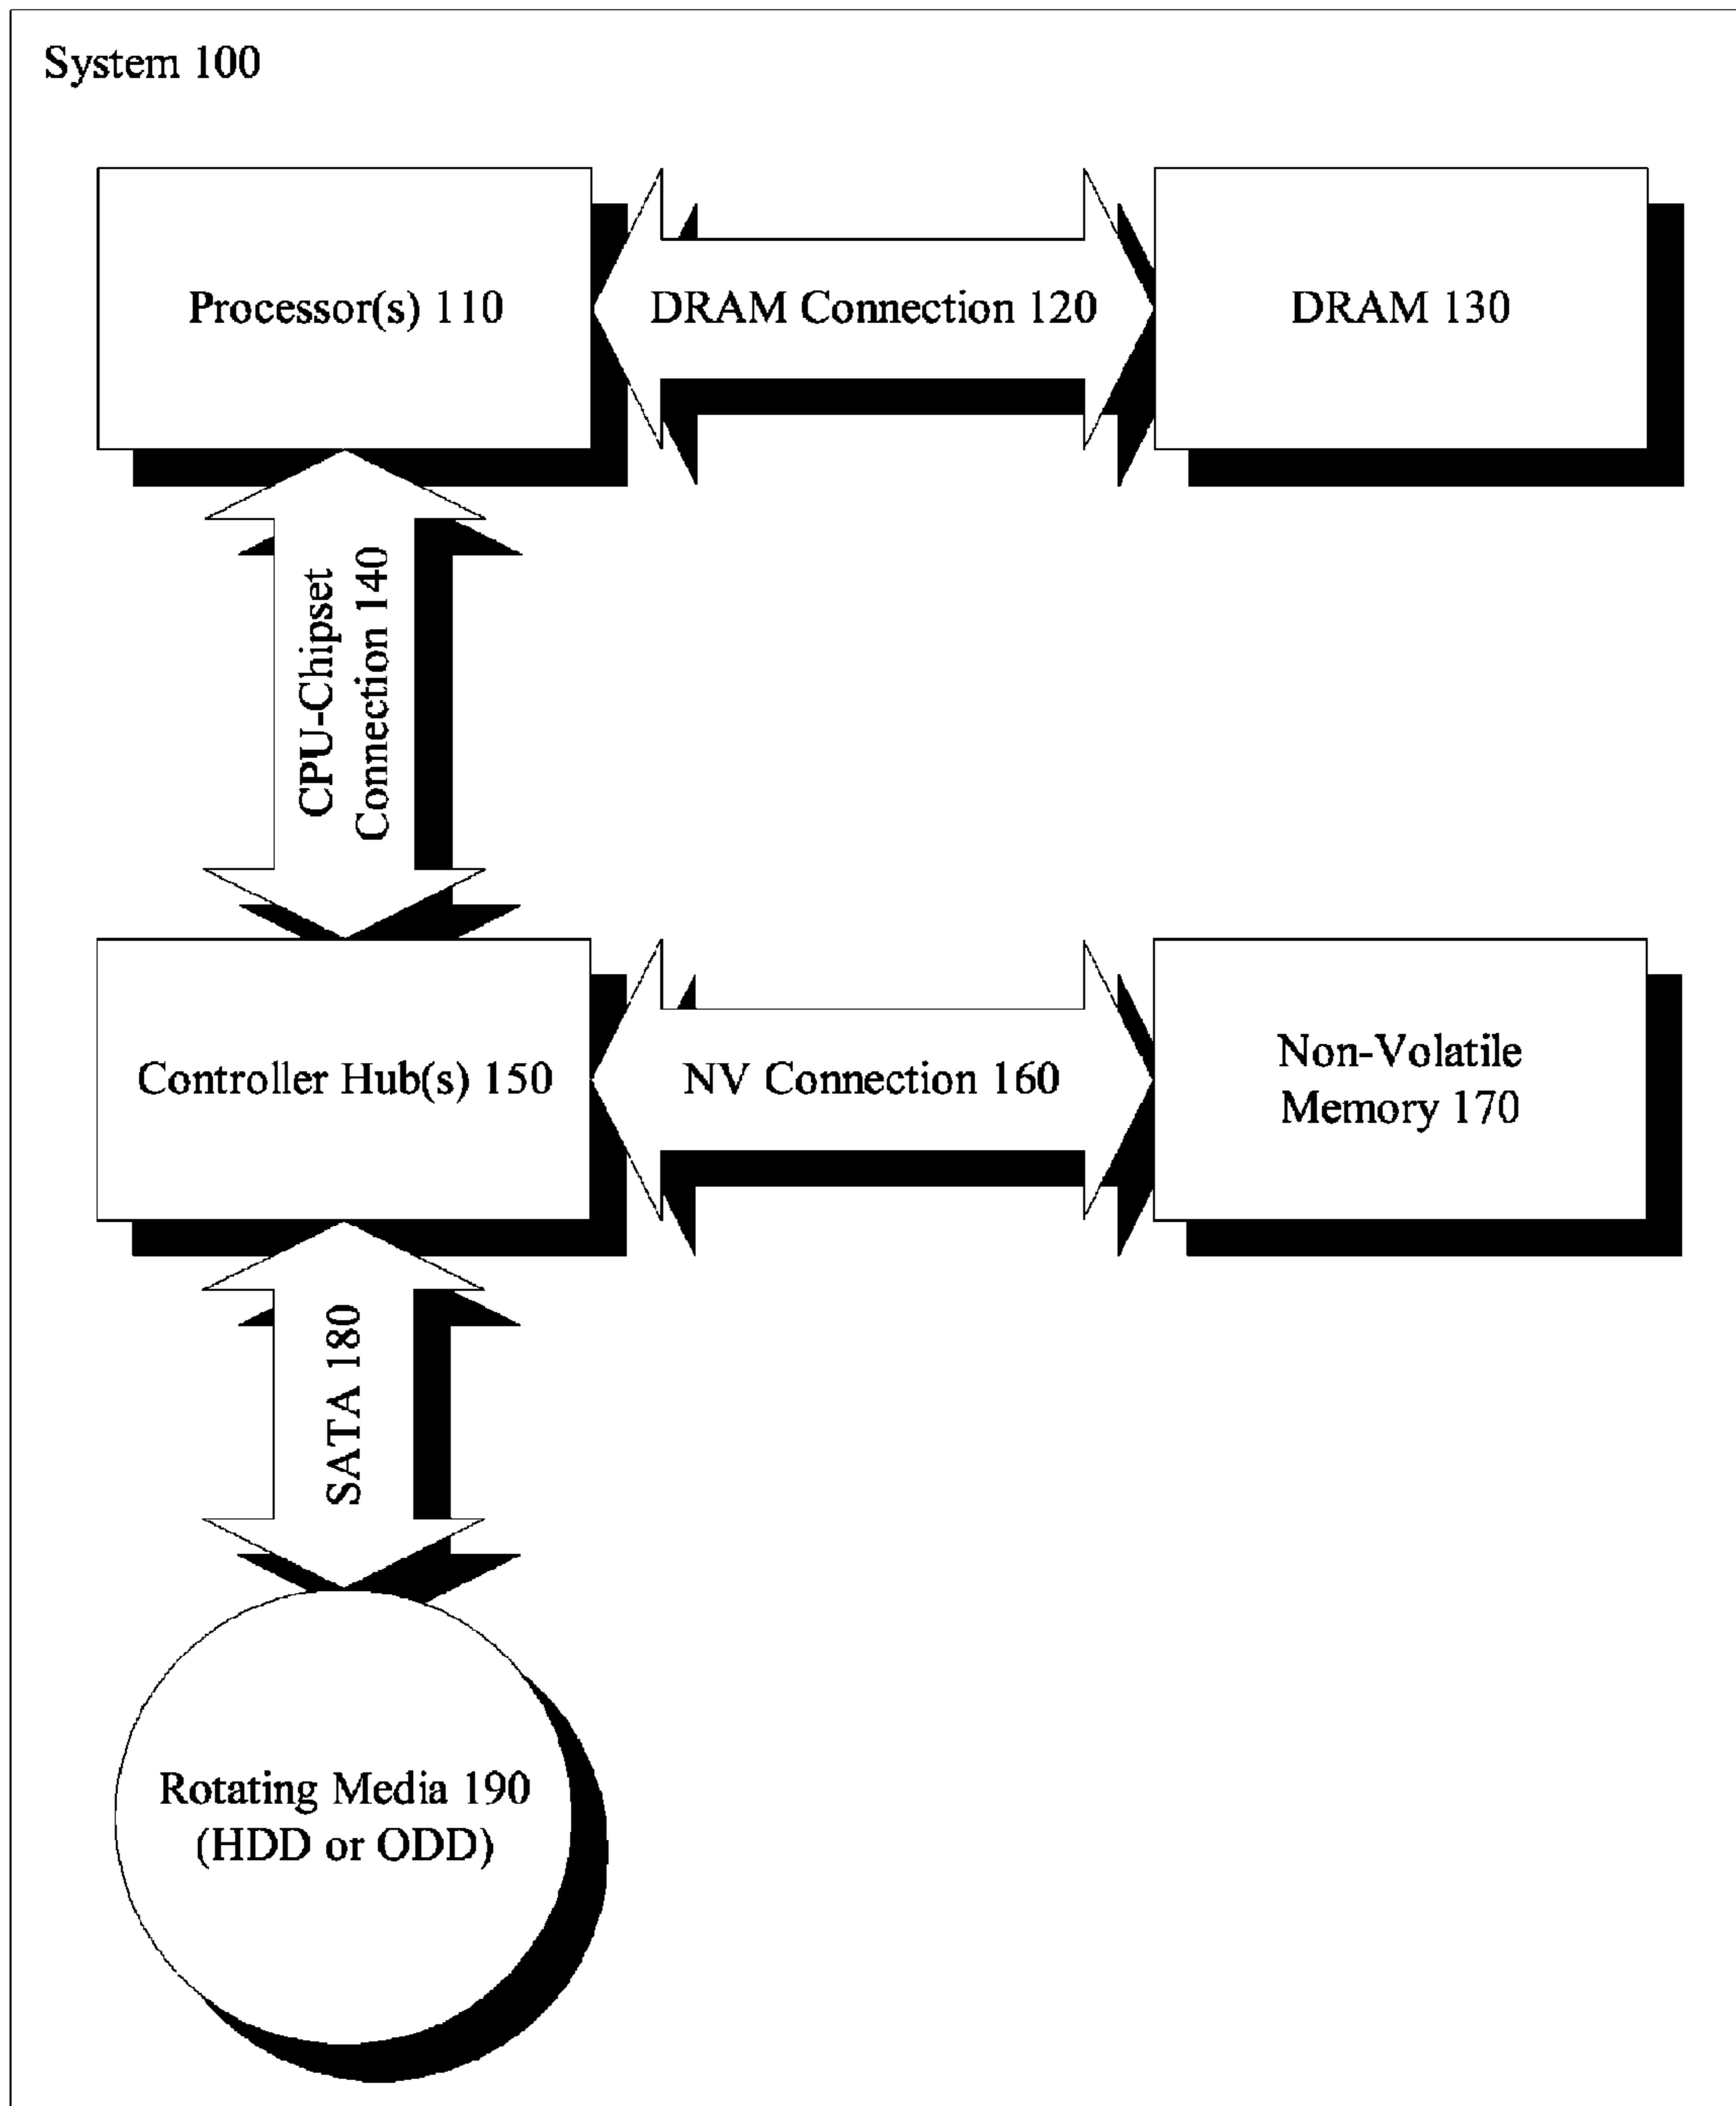 System 100
Processor(s) 110
DRAM Connection 120
DRAM 130
CPU-Chipset
Connection 140
Controller Hub(s) 150
NV Connection 160
Non-Volatile
Memory 170
SATA 180
Rotating Media 190
(HDD or ODD)